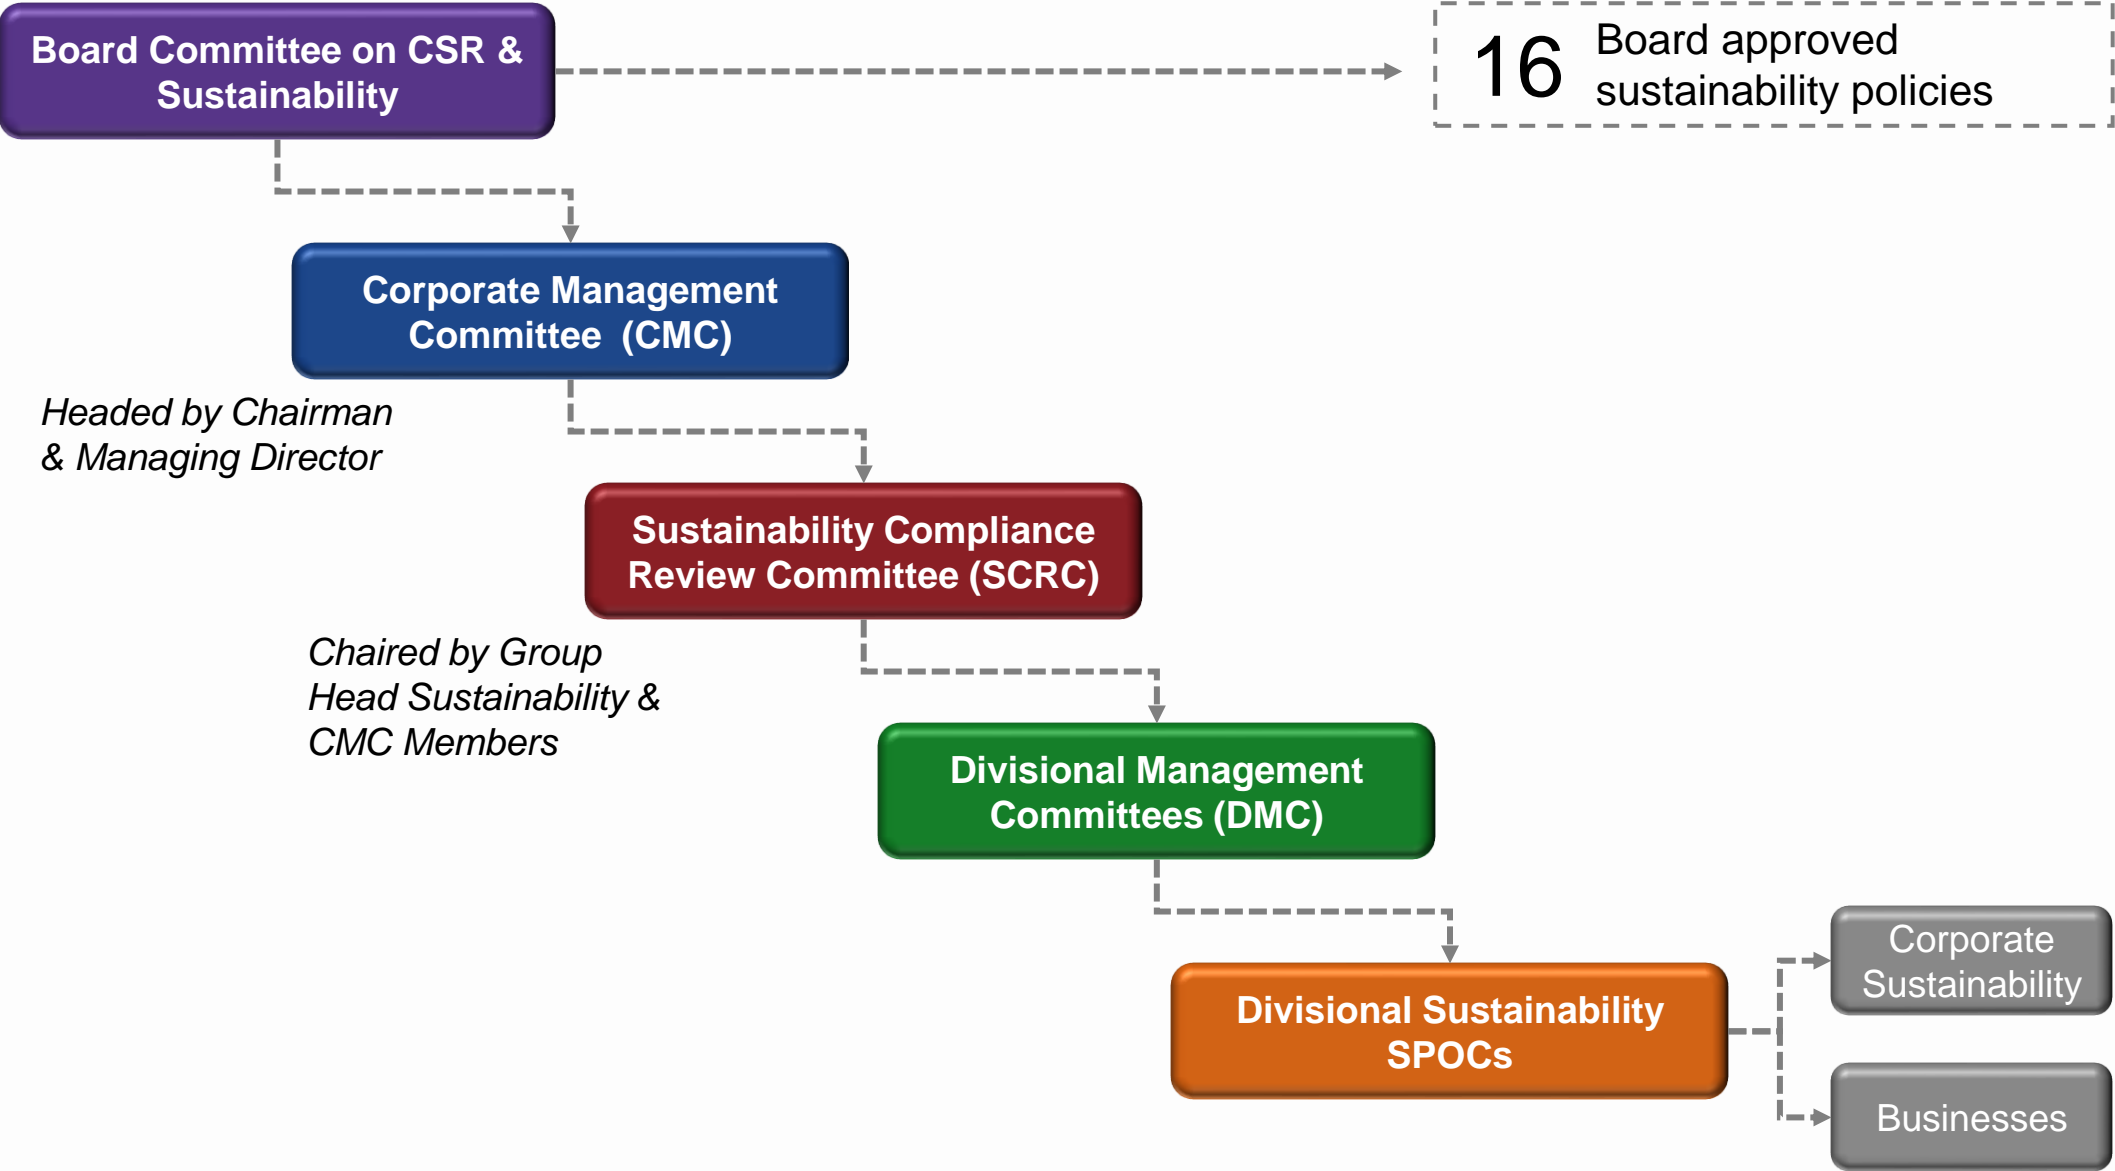 Board Committee on CSR &
Sustainability
16
Board approved
sustainability policies
Corporate Management
Committee (CMC)
Headed by Chairman
& Managing Director
Sustainability Compliance
Review Committee (SCRC)
Chaired by Group
Head Sustainability &
CMC Members
Divisional Management
Committees (DMC)
Divisional Sustainability
SPOCs
Corporate
Sustainability
Businesses